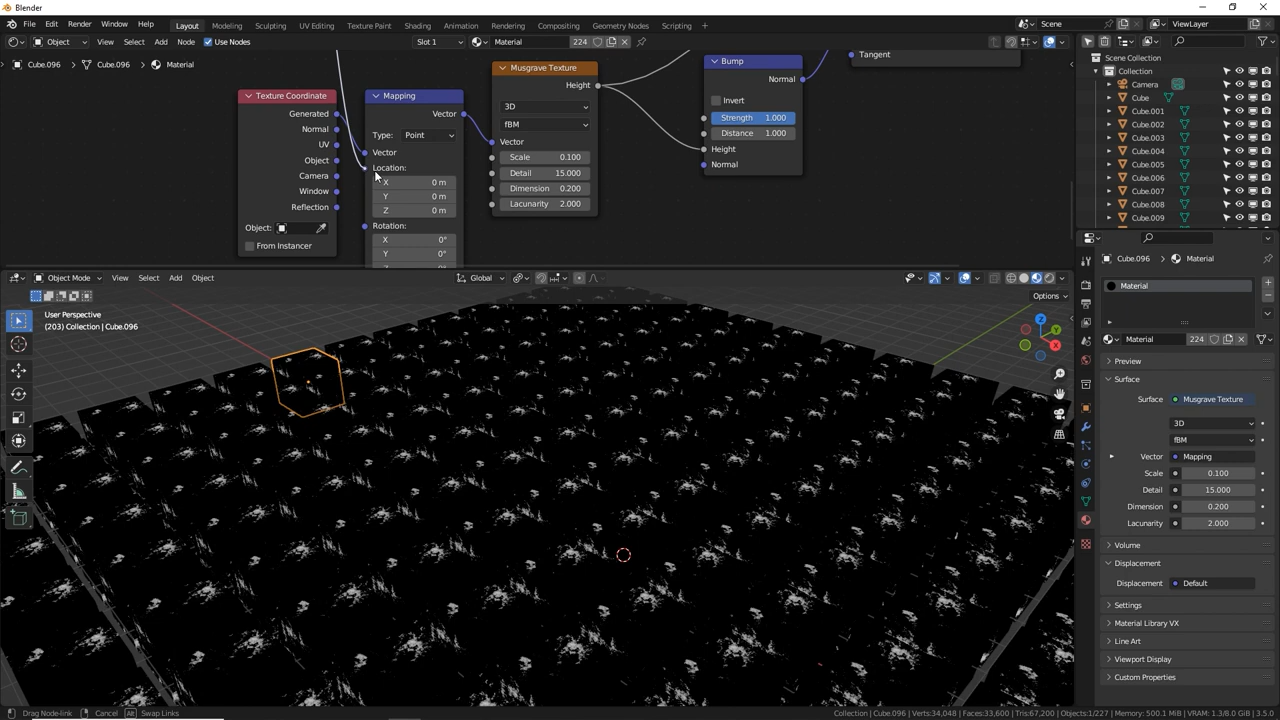 Blender
File Edit Render Window Help Layout Modeling Sculpting UV Editing Texture Paint Shading Animation Rendering Compositing Geometry Nodes Scripting + Scene ViewLayer
Object View Select Add Node Use Nodes Slot 1 Material 224
Cube.096 > Cube.096 > Material
Texture Coordinate
Generated
Normal
UV
Object
Camera
Window
Reflection
Object:
From Instancer
Mapping
Vector
Type: Point
Vector
Location:
X 0 m
Y 0 m
Z 0 m
Rotation:
X 0°
Y 0°
Musgrave Texture
Height
3D
fBM
Vector
Scale 0.100
Detail 15.000
Dimension 0.200
Lacunarity 2.000
Bump
Normal
Invert
Strength 1.000
Distance 1.000
Height
Normal
Tangent
Scene Collection
Collection
Camera
Cube
Cube.001
Cube.002
Cube.003
Cube.004
Cube.005
Cube.006
Cube.007
Cube.008
Cube.009
Object Mode View Select Add Object Global
Options
User Perspective
(203) Collection | Cube.096
Z
Y
X
Cube.096 > Material
Material
Material 224
Preview
Surface
Surface Musgrave Texture
3D
fBM
Vector Mapping
Scale 0.100
Detail 15.000
Dimension 0.200
Lacunarity 2.000
Volume
Displacement
Displacement Default
Settings
Material Library VX
Line Art
Viewport Display
Custom Properties
Drag Node-link Cancel Alt Swap Links Collection | Cube.096 | Verts:34,048 | Faces:33,600 | Tris:67,200 | Objects:1/227 | Memory: 500.1 MiB | VRAM: 1.3/8.0 GiB | 3.5.0